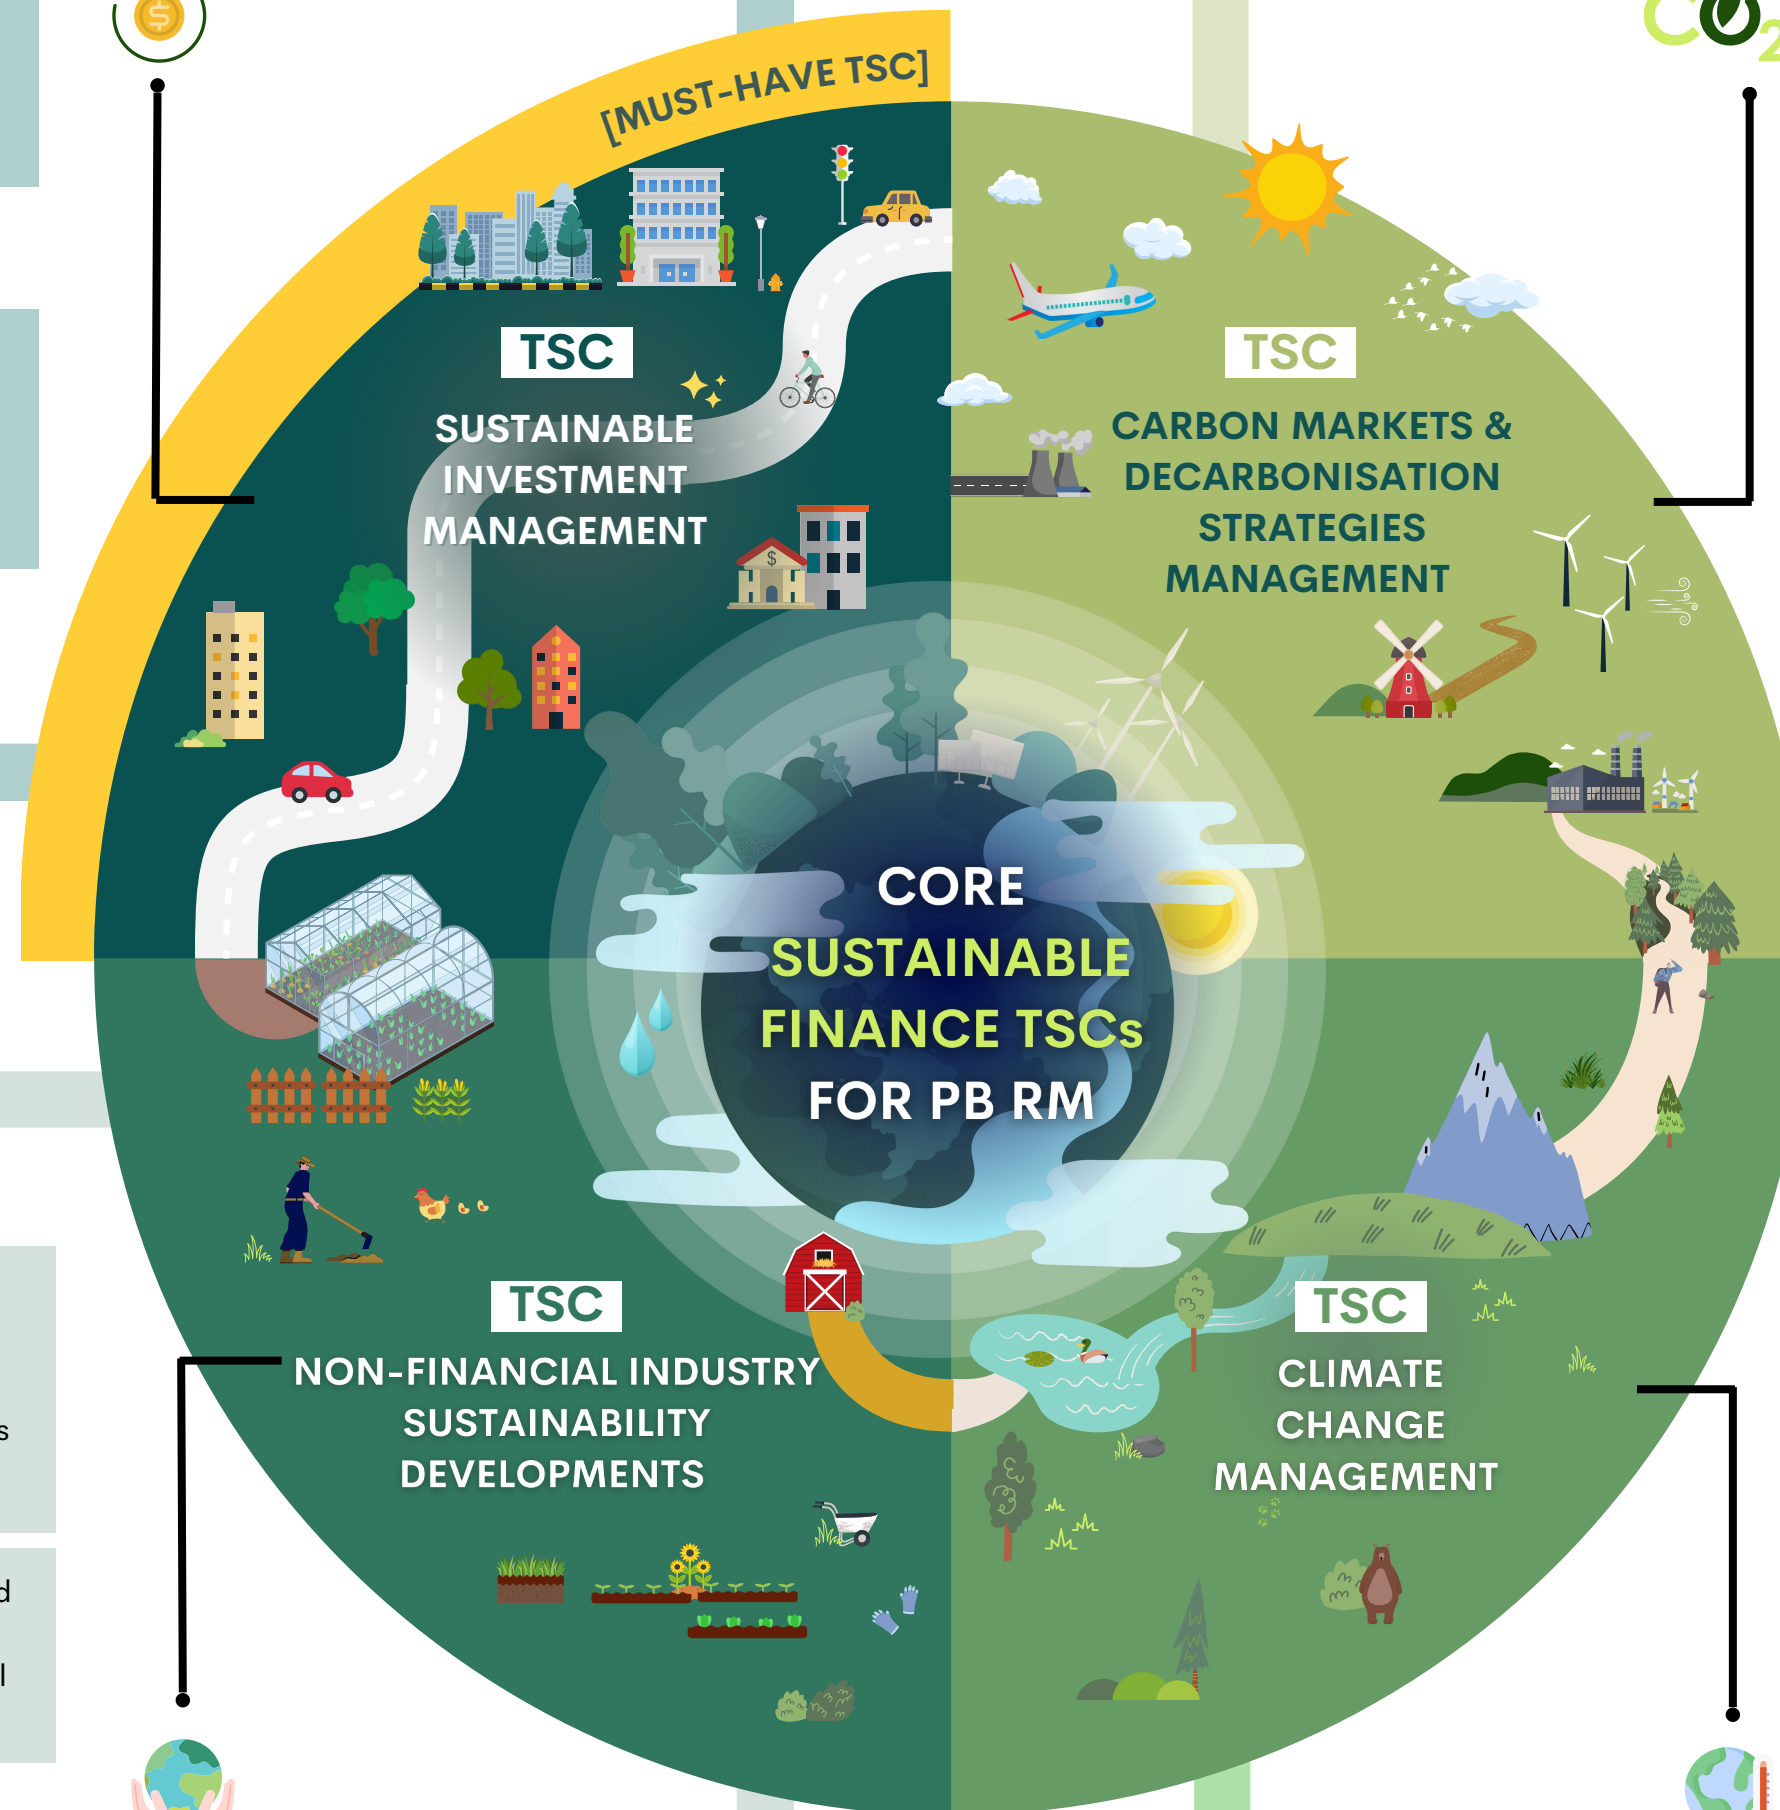 CO2
[MUST-HAVE TSC]
TSC
SUSTAINABLE
INVESTMENT
MANAGEMENT
TSC
CARBON MARKETS &
DECARBONISATION
STRATEGIES
MANAGEMENT
CORE
SUSTAINABLE
FINANCE TSCs
FOR PB RM
TSC
NON-FINANCIAL INDUSTRY
SUSTAINABILITY
DEVELOPMENTS
TSC
CLIMATE
CHANGE
MANAGEMENT
s
d
l